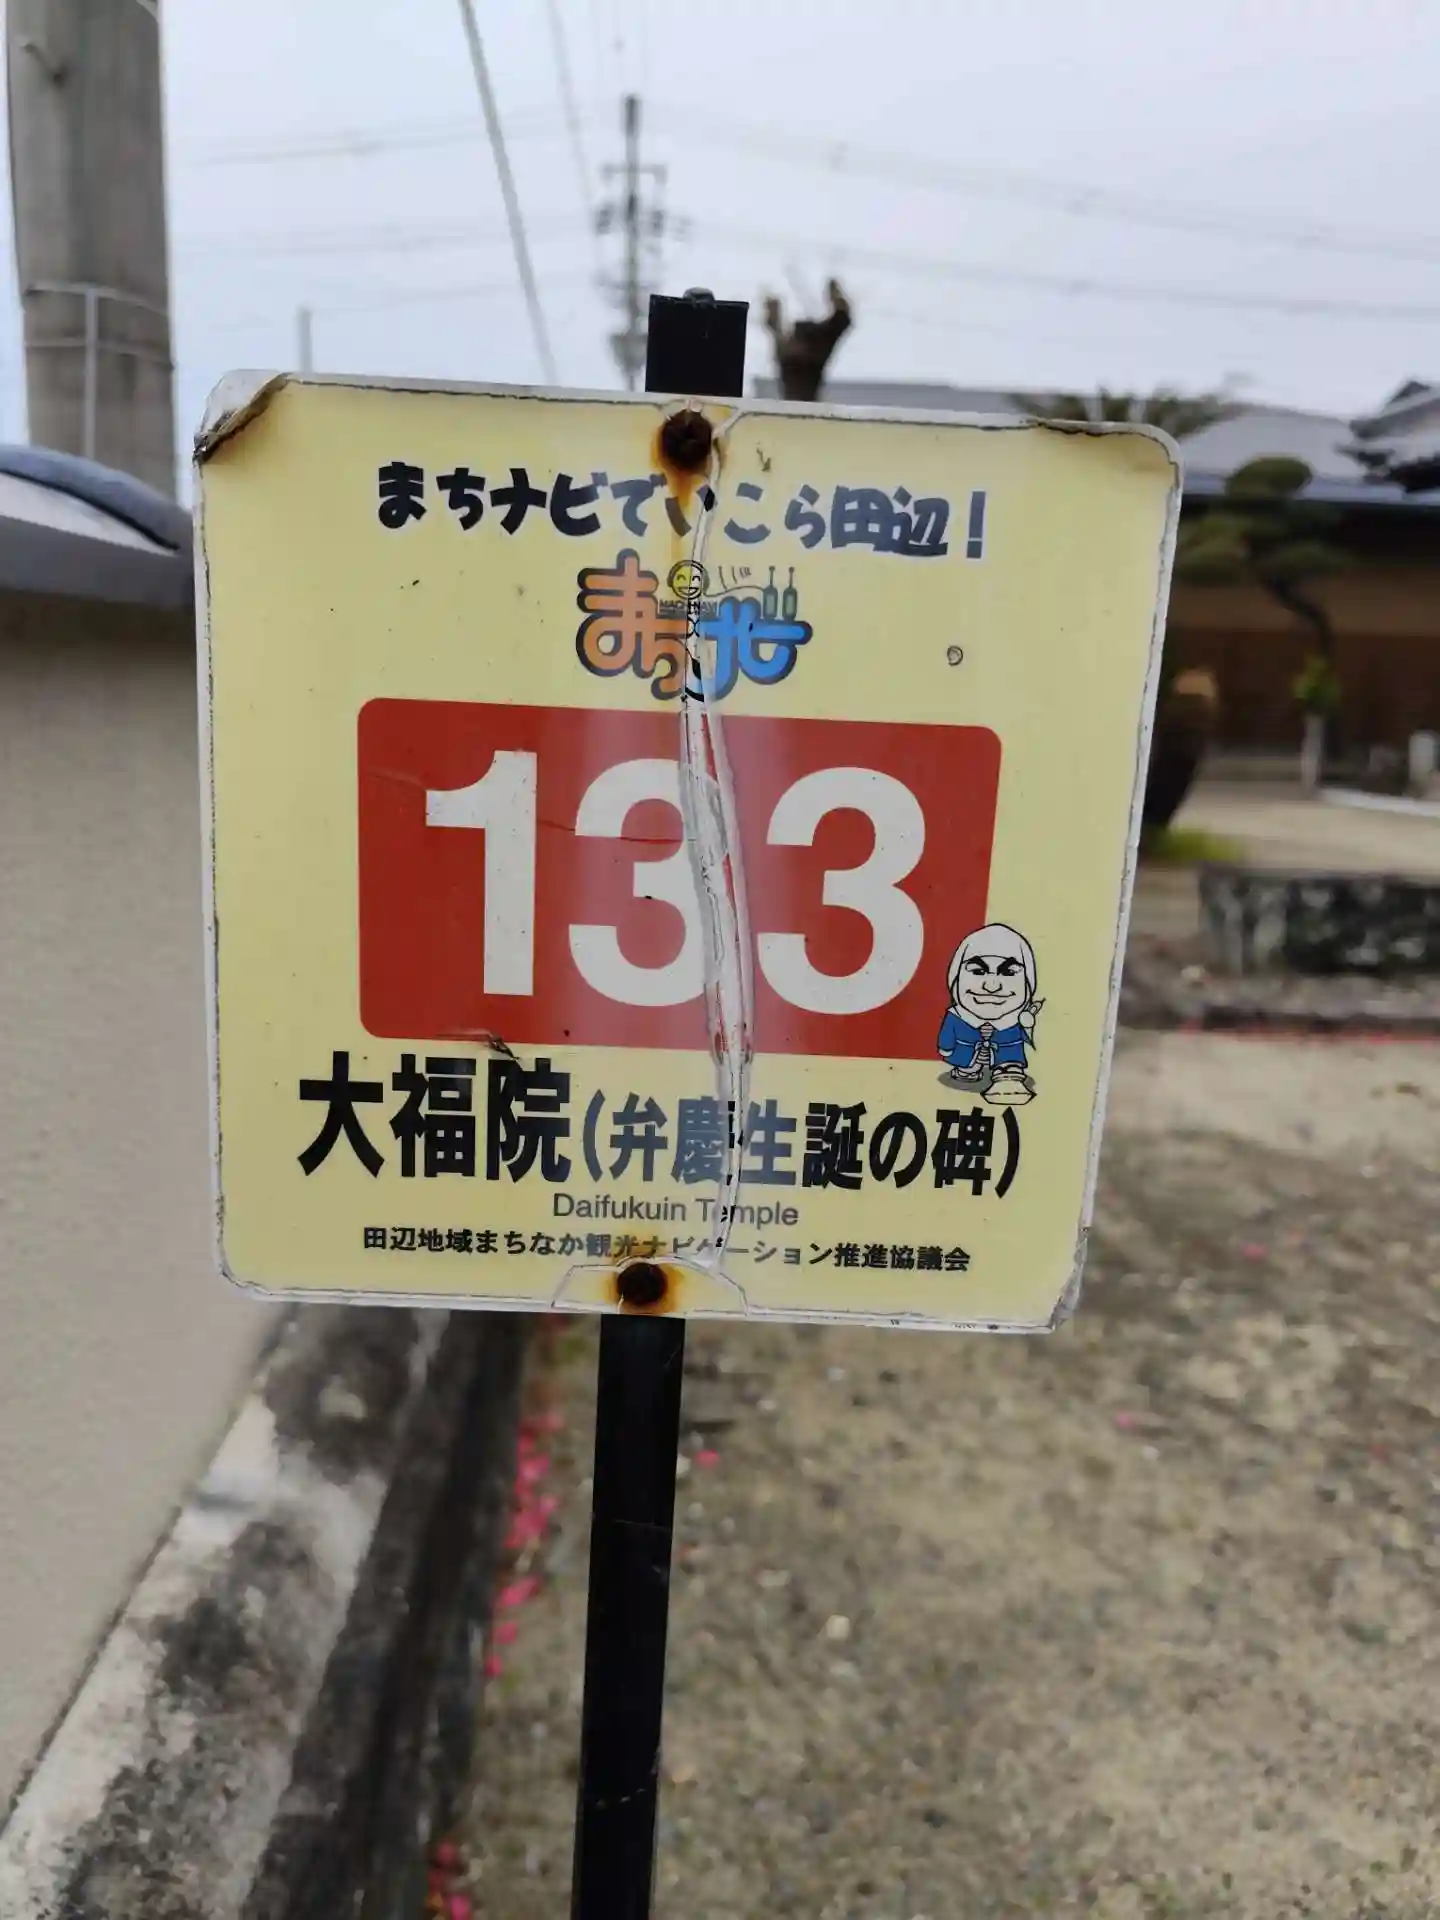 まちナビでいこら田辺！
まちナビ
133
大福院(弁慶生誕の碑)
Daifukuin Temple
田辺地域まちなか観光ナビゲーション推進協議会